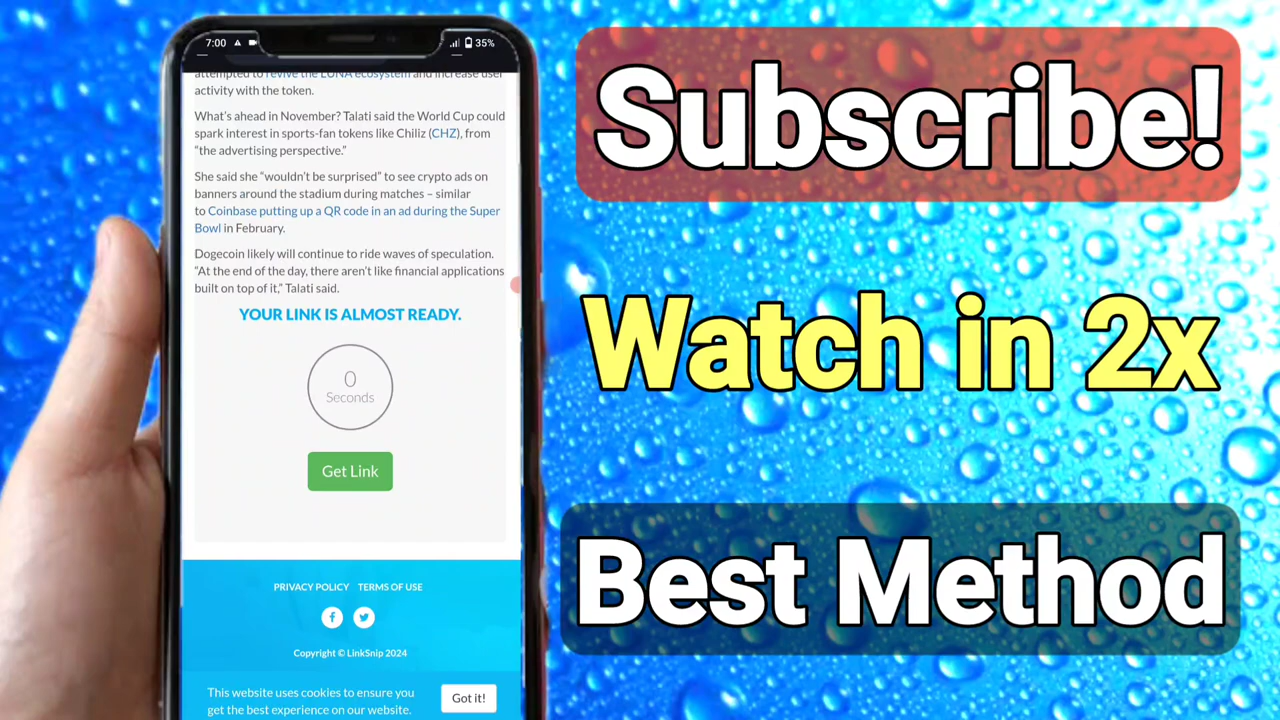 7:00
35%
attempted to revive the LUNA ecosystem and increase user
activity with the token.
What's ahead in November? Talati said the World Cup could
spark interest in sports-fan tokens like Chiliz (CHZ), from
“the advertising perspective.”
She said she “wouldn't be surprised” to see crypto ads on
banners around the stadium during matches – similar
to Coinbase putting up a QR code in an ad during the Super
Bowl in February.
Dogecoin likely will continue to ride waves of speculation.
“At the end of the day, there aren't like financial applications
built on top of it,” Talati said.
YOUR LINK IS ALMOST READY.
0
Seconds
Get Link
PRIVACY POLICY TERMS OF USE
Copyright © LinkSnip 2024
This website uses cookies to ensure you
get the best experience on our website.
Got it!
Subscribe!
Watch in 2x
Best Method